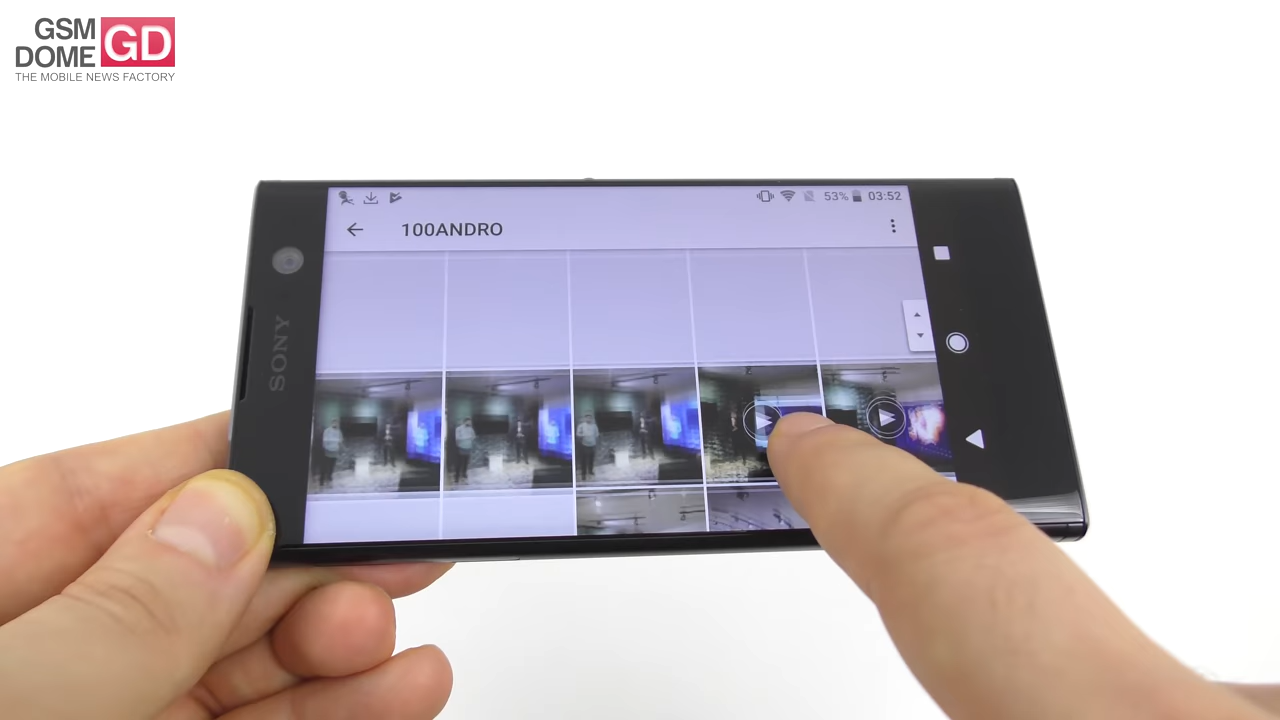 GSM
DOME
GD
THE MOBILE NEWS FACTORY
53%
03:52
100ANDRO
SONY